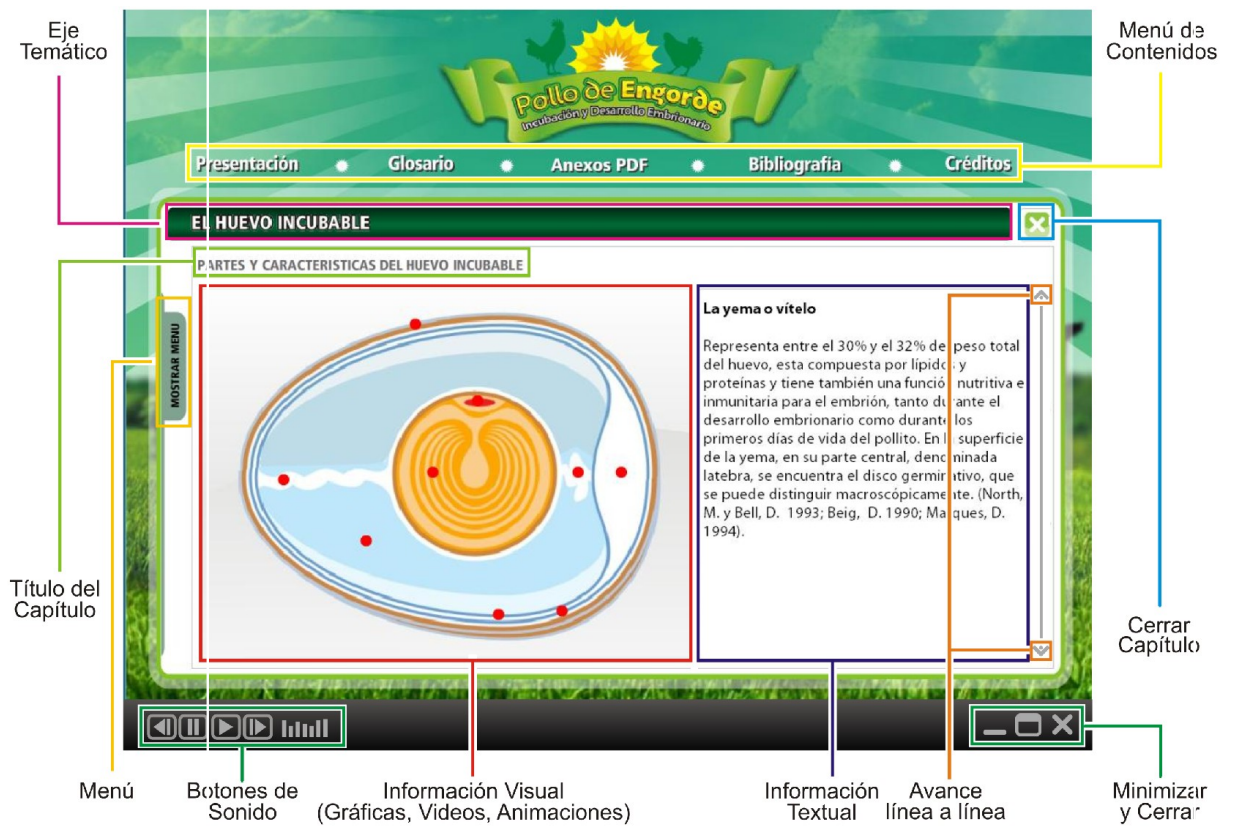 Eje
Temático
Menú de
Contenidos
Pollo de Engorde
Incubación y Desarrollo Embrionario
Presentación
Glosario
Anexos PDF
Bibliografía
Créditos
EL HUEVO INCUBABLE
PARTES Y CARACTERISTICAS DEL HUEVO INCUBABLE
MOSTRAR MENU
La yema o vítelo
Representa entre el 30% y el 32% del peso total
del huevo, esta compuesta por lípidos y
proteínas y tiene también una función nutritiva e
inmunitaria para el embrión, tanto durante el
desarrollo embrionario como durante los
primeros días de vida del pollito. En la superficie
de la yema, en su parte central, denominada
latebra, se encuentra el disco germinativo, que
se puede distinguir macroscópicamente. (North,
M. y Bell, D. 1993; Beig, D. 1990; Marques, D.
1994).
Título del
Capítulo
Cerrar
Capítulo
Menú
Botones de
Sonido
Información Visual
(Gráficas, Videos, Animaciones)
Información
Textual
Avance
línea a línea
Minimizar
y Cerrar